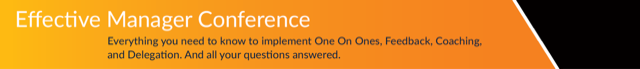 Effective Manager Conference
Everything you need to know to implement One On Ones, Feedback, Coaching,
and Delegation. And all your questions answered.